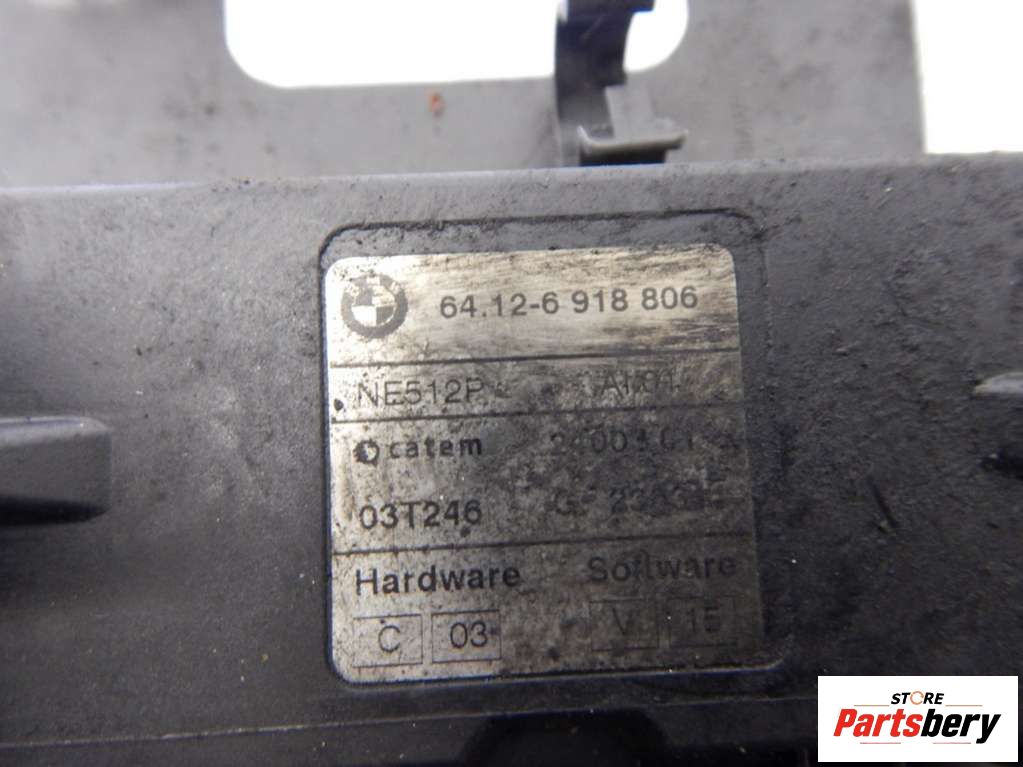 64.12-6 918 806
NE512P
catem
03T246
Hardware Software
C 03 V 15
STORE
Partsbery